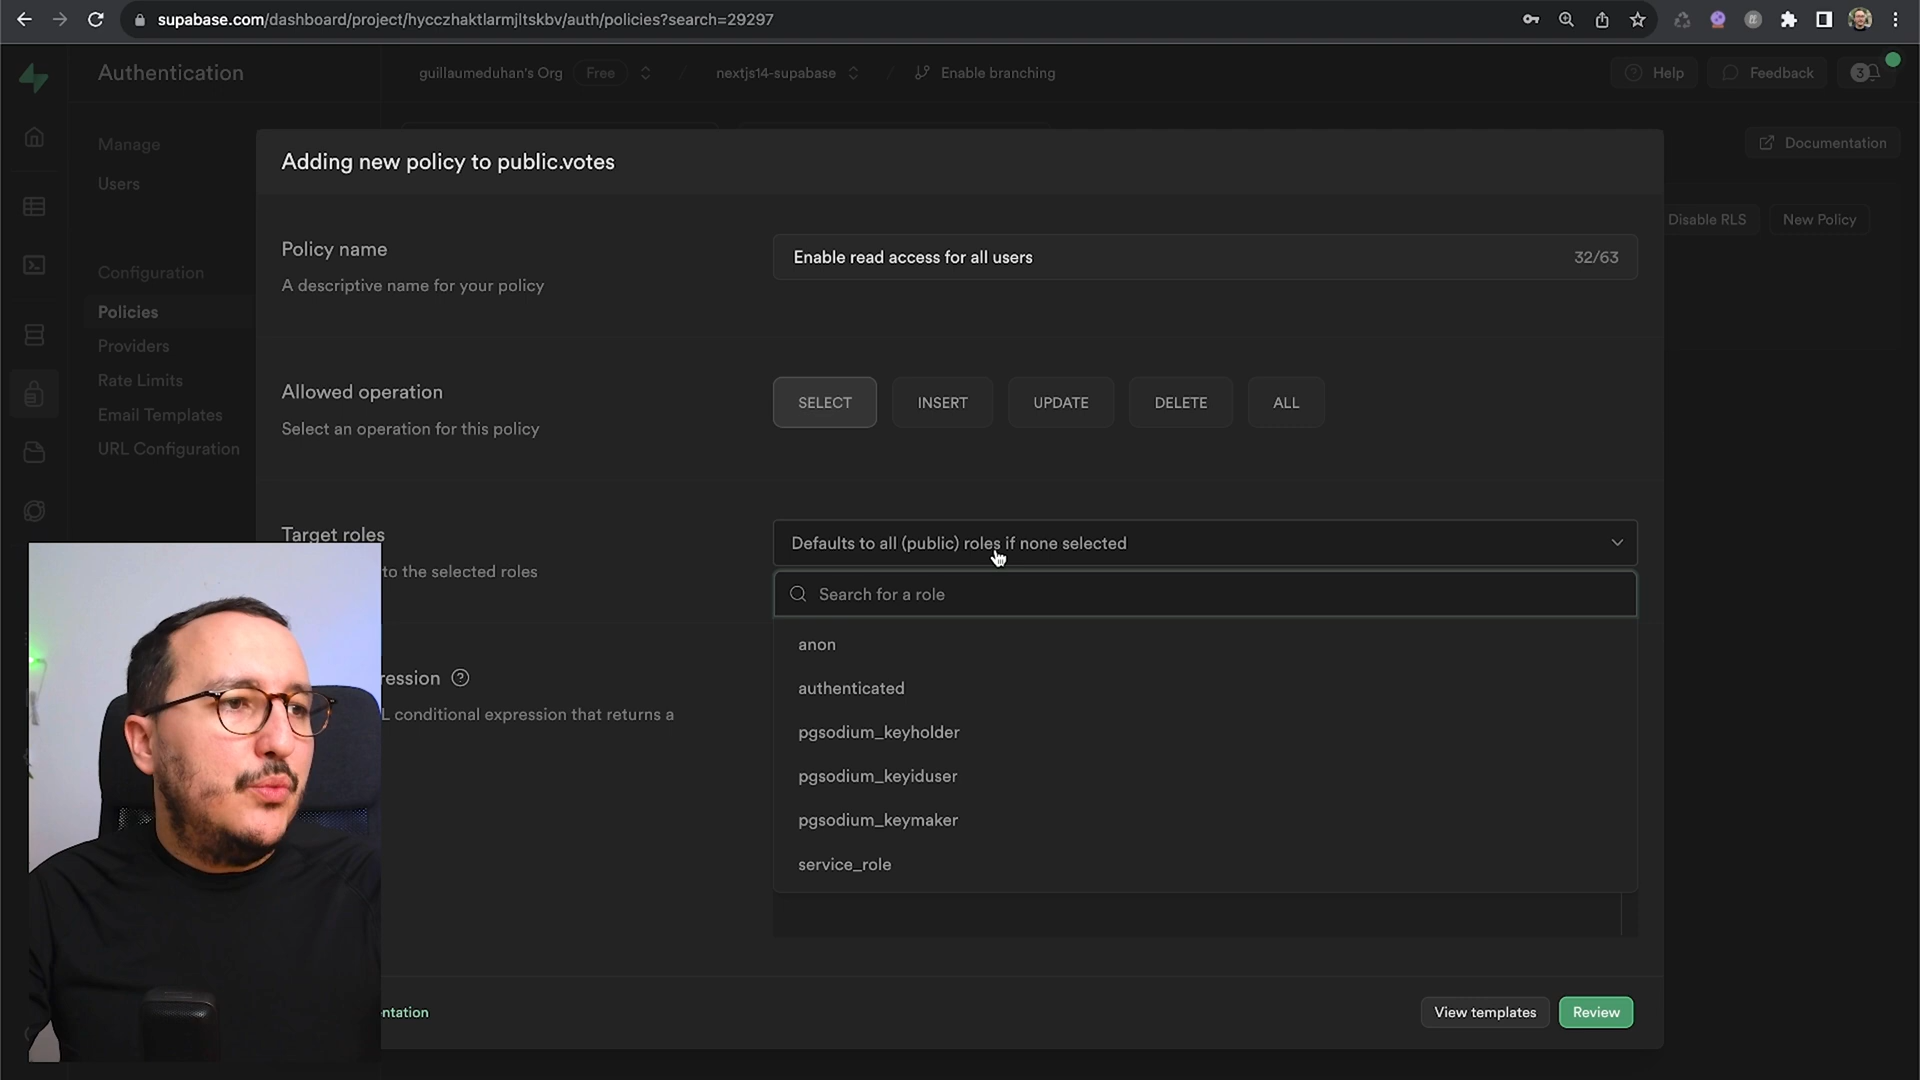 supabase.com/dashboard/project/hycczhaktlarmjltskbv/auth/policies?search=29297
Authentication
guillaumeduhan's Org
Free
/
nextjs14-supabase
/
Enable branching
Help
Feedback
3
Manage
Users
Configuration
Policies
Providers
Rate Limits
Email Templates
URL Configuration
Documentation
Disable RLS
New Policy
Adding new policy to public.votes
Policy name
A descriptive name for your policy
Enable read access for all users
32/63
Allowed operation
Select an operation for this policy
SELECT
INSERT
UPDATE
DELETE
ALL
Target roles
to the selected roles
Defaults to all (public) roles if none selected
Search for a role
anon
authenticated
pgsodium_keyholder
pgsodium_keyiduser
pgsodium_keymaker
service_role
ression
L conditional expression that returns a
ntation
View templates
Review